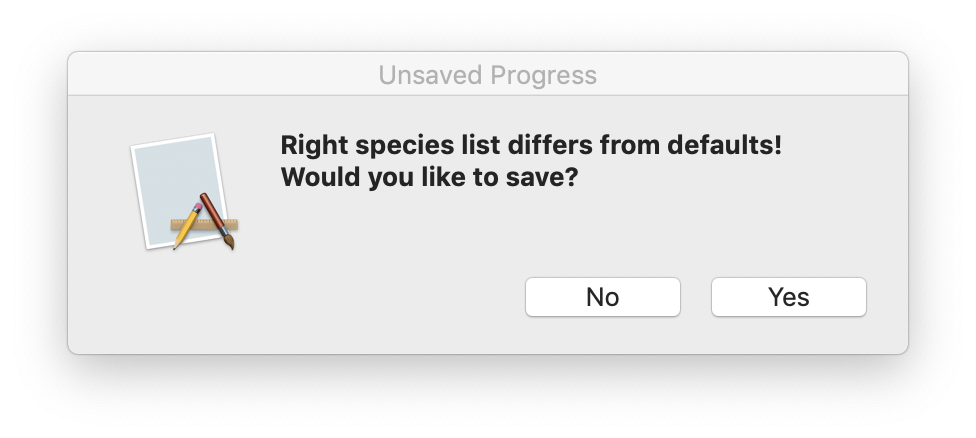 Unsaved Progress
Right species list differs from defaults!
Would you like to save?
No
Yes